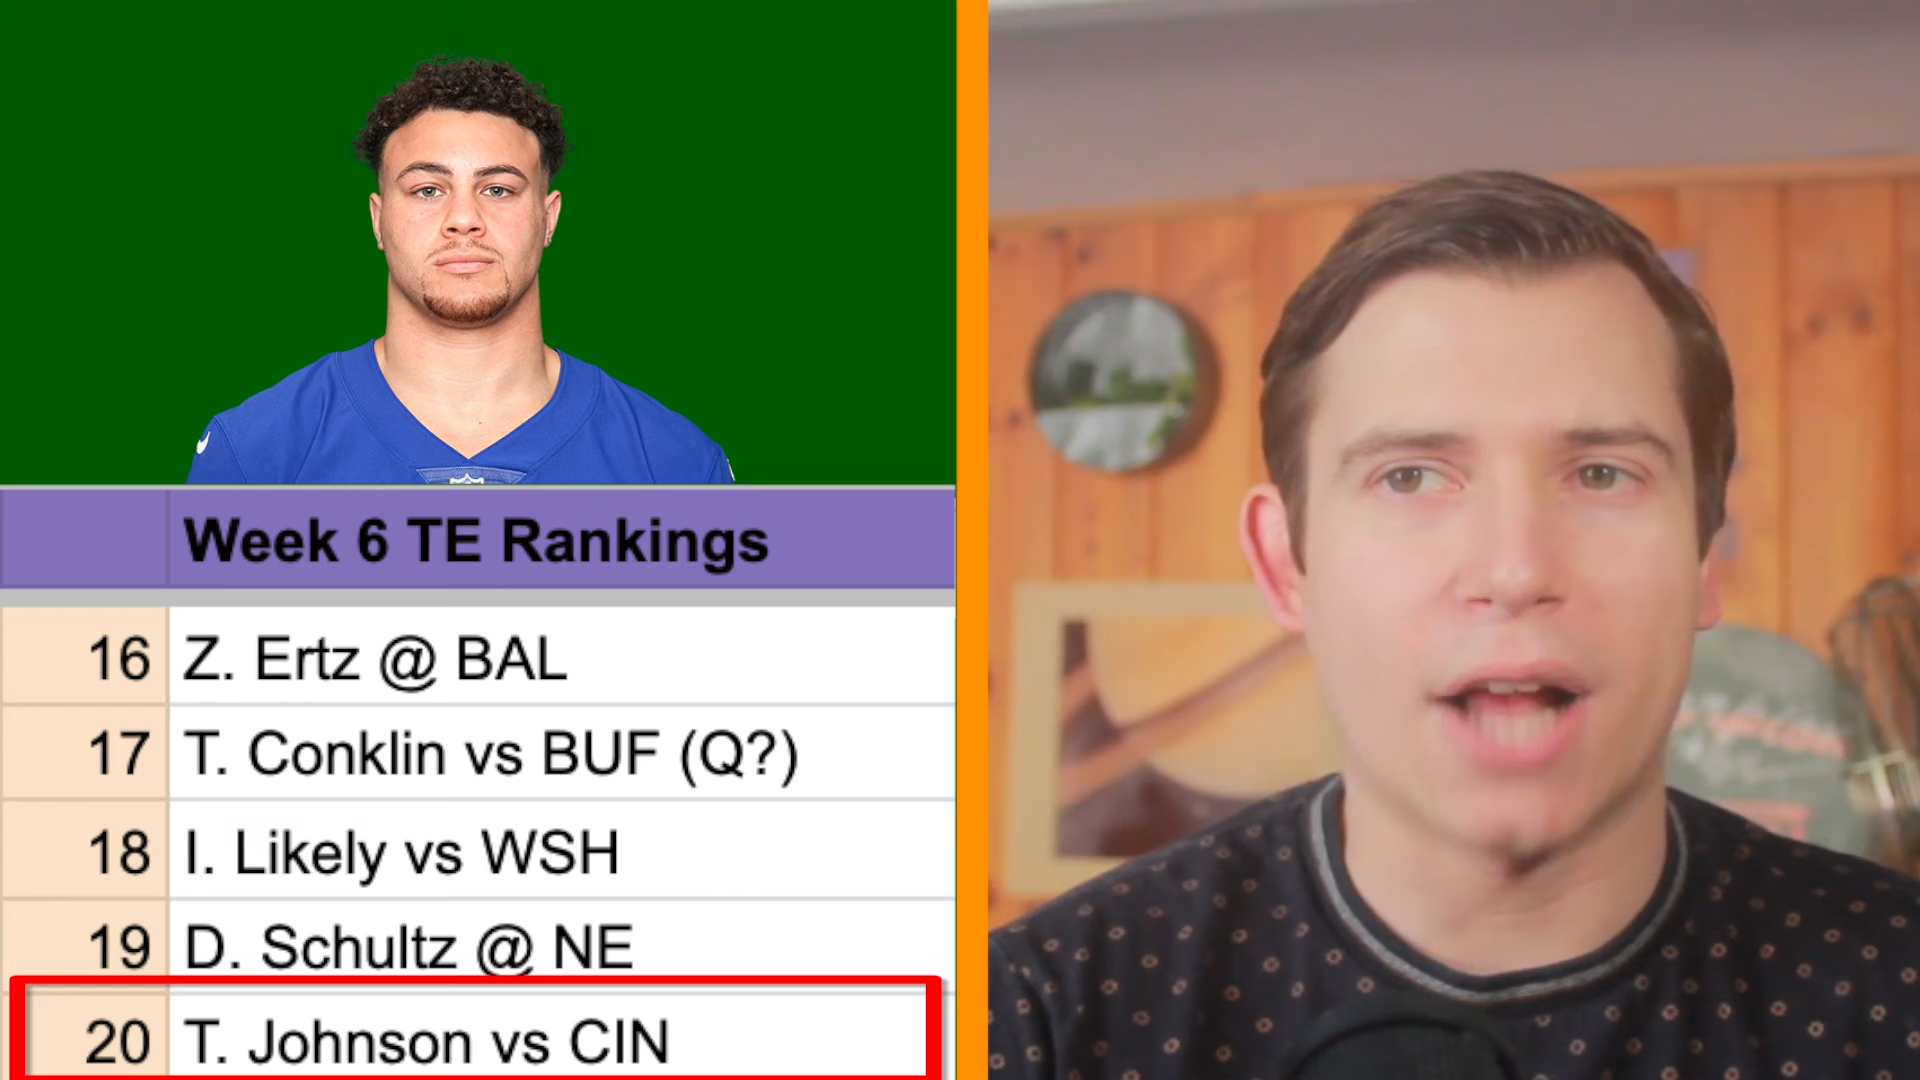 Week 6 TE Rankings
16 Z. Ertz @ BAL
17 T. Conklin vs BUF (Q?)
18 I. Likely vs WSH
19 D. Schultz @ NE
20 T. Johnson vs CIN